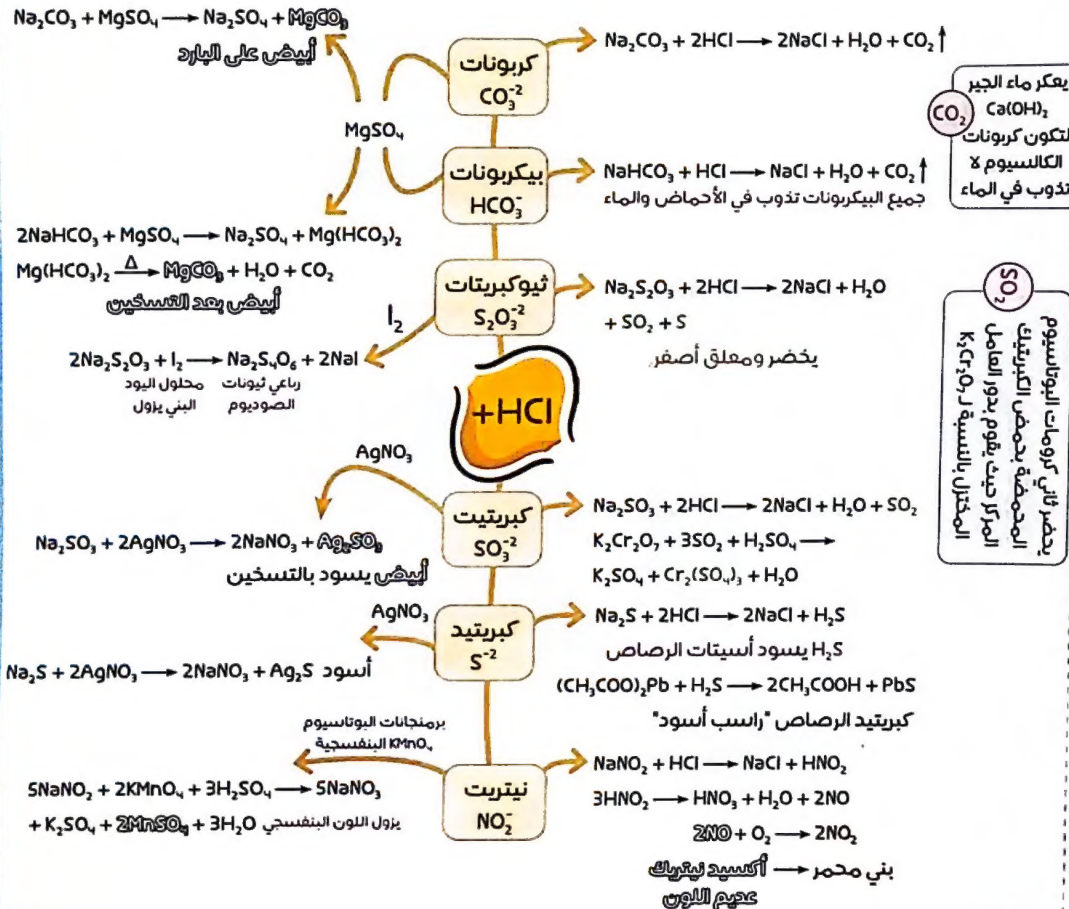 Na₂CO₃ + MgSO₄ ⟶ Na₂SO₄ + MgCO₃
أبيض على البارد
MgSO₄
كربونات
CO₃⁻²
Na₂CO₃ + 2HCl ⟶ 2NaCl + H₂O + CO₂↑
CO₂
يعكر ماء الجير
Ca(OH)₂
لتكون كربونات
الكالسيوم لا
تذوب في الماء
بيكربونات
HCO₃⁻
NaHCO₃ + HCl ⟶ NaCl + H₂O + CO₂↑
جميع البيكربونات تذوب في الأحماض والماء
2NaHCO₃ + MgSO₄ ⟶ Na₂SO₄ + Mg(HCO₃)₂
Mg(HCO₃)₂ ⟶ Δ MgCO₃ + H₂O + CO₂
أبيض بعد التسخين
ثيوكبريتات
S₂O₃⁻²
Na₂S₂O₃ + 2HCl ⟶ 2NaCl + H₂O
+ SO₂ + S
يخضر ومعلق أصفر
SO₂
يخضر ثاني كرومات البوتاسيوم
المحمضة بحمض الكبريتيك
المركز حيث يقوم بدور العامل
المختزل بالنسبة لـ K₂Cr₂O₇
I₂
2Na₂S₂O₃ + I₂ ⟶ Na₂S₄O₆ + 2NaI
رباعي ثيونات
الصوديوم
محلول اليود
البني يزول
+HCl
AgNO₃
كبريتيت
SO₃⁻²
Na₂SO₃ + 2HCl ⟶ 2NaCl + H₂O + SO₂
K₂Cr₂O₇ + 3SO₂ + H₂SO₄ ⟶
K₂SO₄ + Cr₂(SO₄)₃ + H₂O
Na₂SO₃ + 2AgNO₃ ⟶ 2NaNO₃ + Ag₂SO₃
أبيض يسود بالتسخين
AgNO₃
كبريتيد
S⁻²
Na₂S + 2HCl ⟶ 2NaCl + H₂S
H₂S يسود أسيتات الرصاص
(CH₃COO)₂Pb + H₂S ⟶ 2CH₃COOH + PbS
كبريتيد الرصاص "راسب أسود"
Na₂S + 2AgNO₃ ⟶ 2NaNO₃ + Ag₂S أسود
برمنجانات البوتاسيوم
KMnO₄ البنفسجية
نيتريت
NO₂⁻
NaNO₂ + HCl ⟶ NaCl + HNO₂
3HNO₂ ⟶ HNO₃ + H₂O + 2NO
2NO + O₂ ⟶ 2NO₂
بني محمر ⟵ أكسيد نيتريك
عديم اللون
5NaNO₂ + 2KMnO₄ + 3H₂SO₄ ⟶ 5NaNO₃
+ K₂SO₄ + 2MnSO₄ + 3H₂O يزول اللون البنفسجي